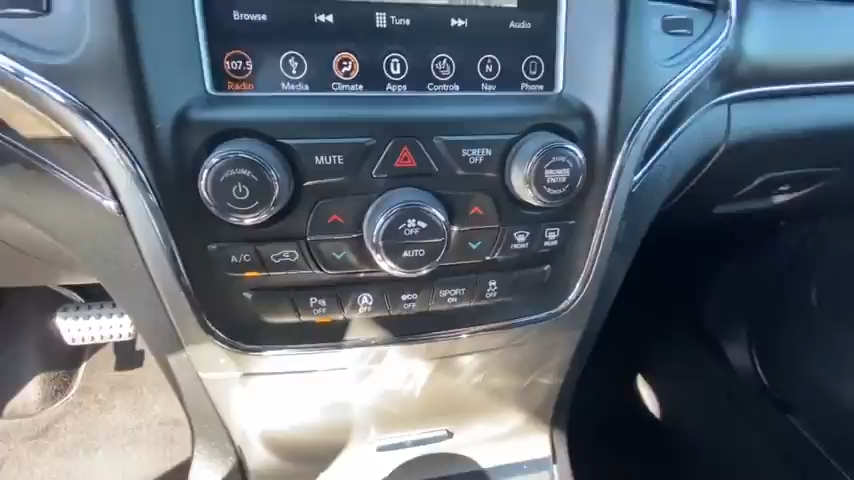 Browse Tune Audio
107.5
Radio Media Climate Apps Controls Nav Phone
N
VOLUME MUTE SCREEN OFF ENTER BROWSE
OFF
AUTO
A/C FRONT REAR
P OFF A OFF eco OFF SPORT ON OFF